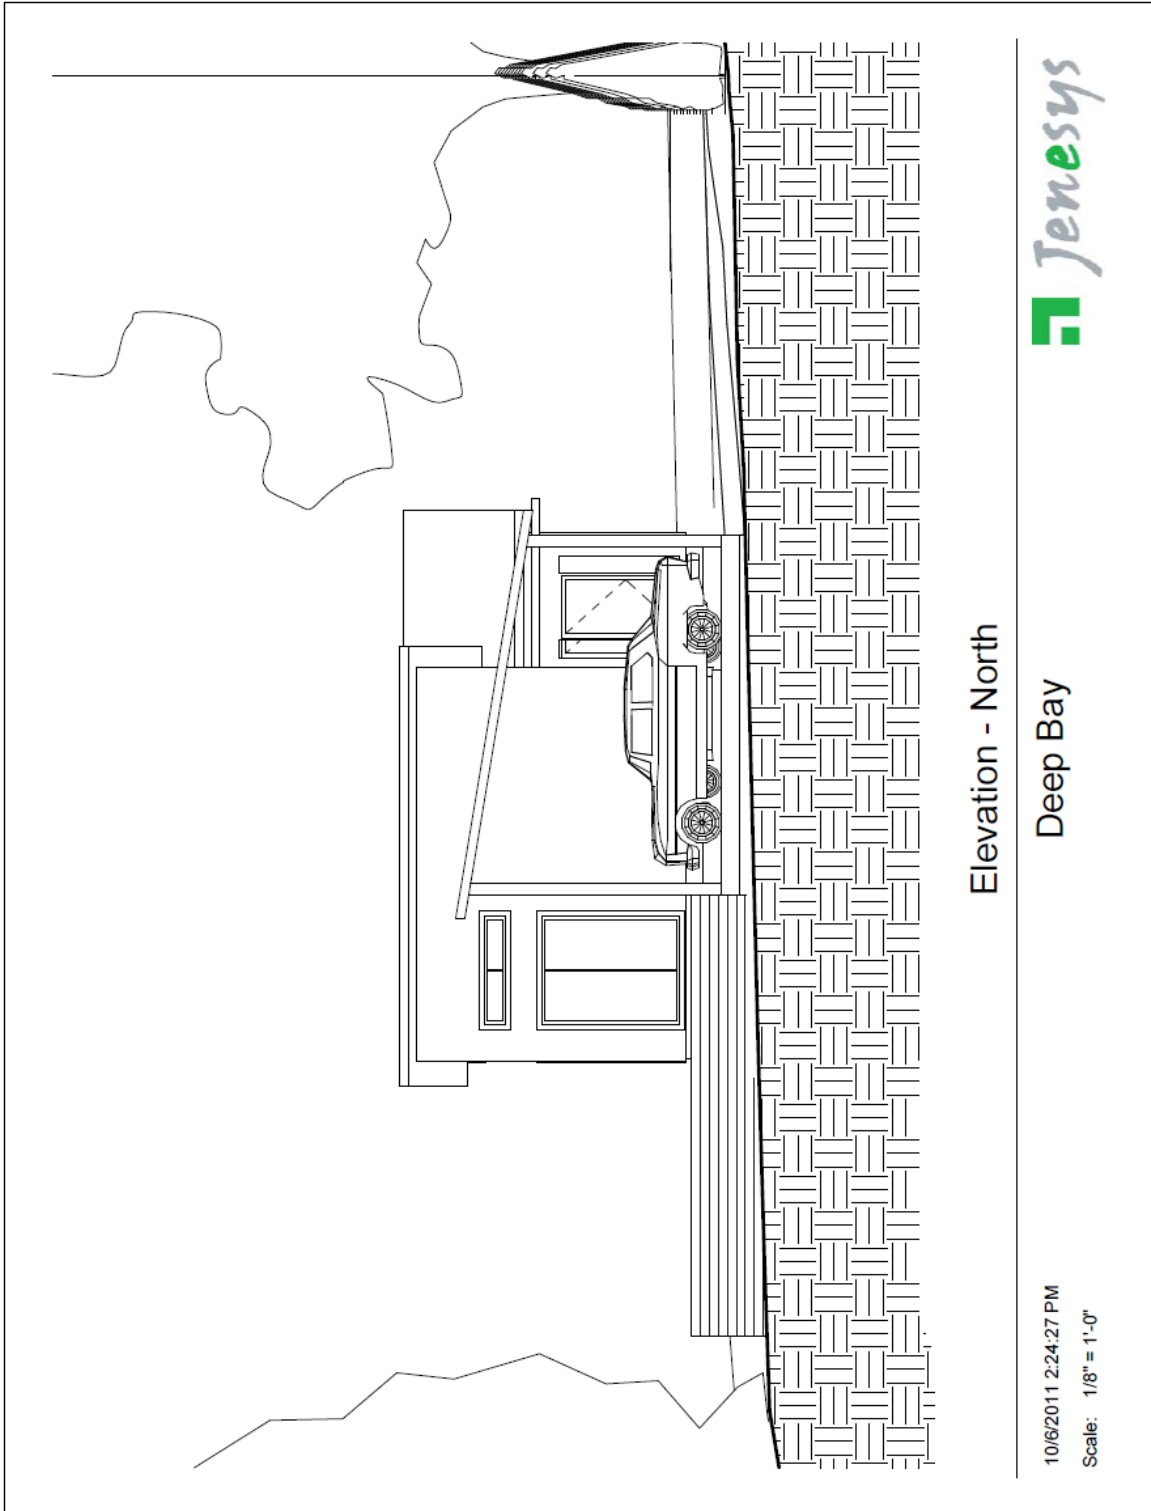 Elevation - North
10/6/2011 2:24:27 PM
Deep Bay
Jenesys
Scale: 1/8" = 1'-0"